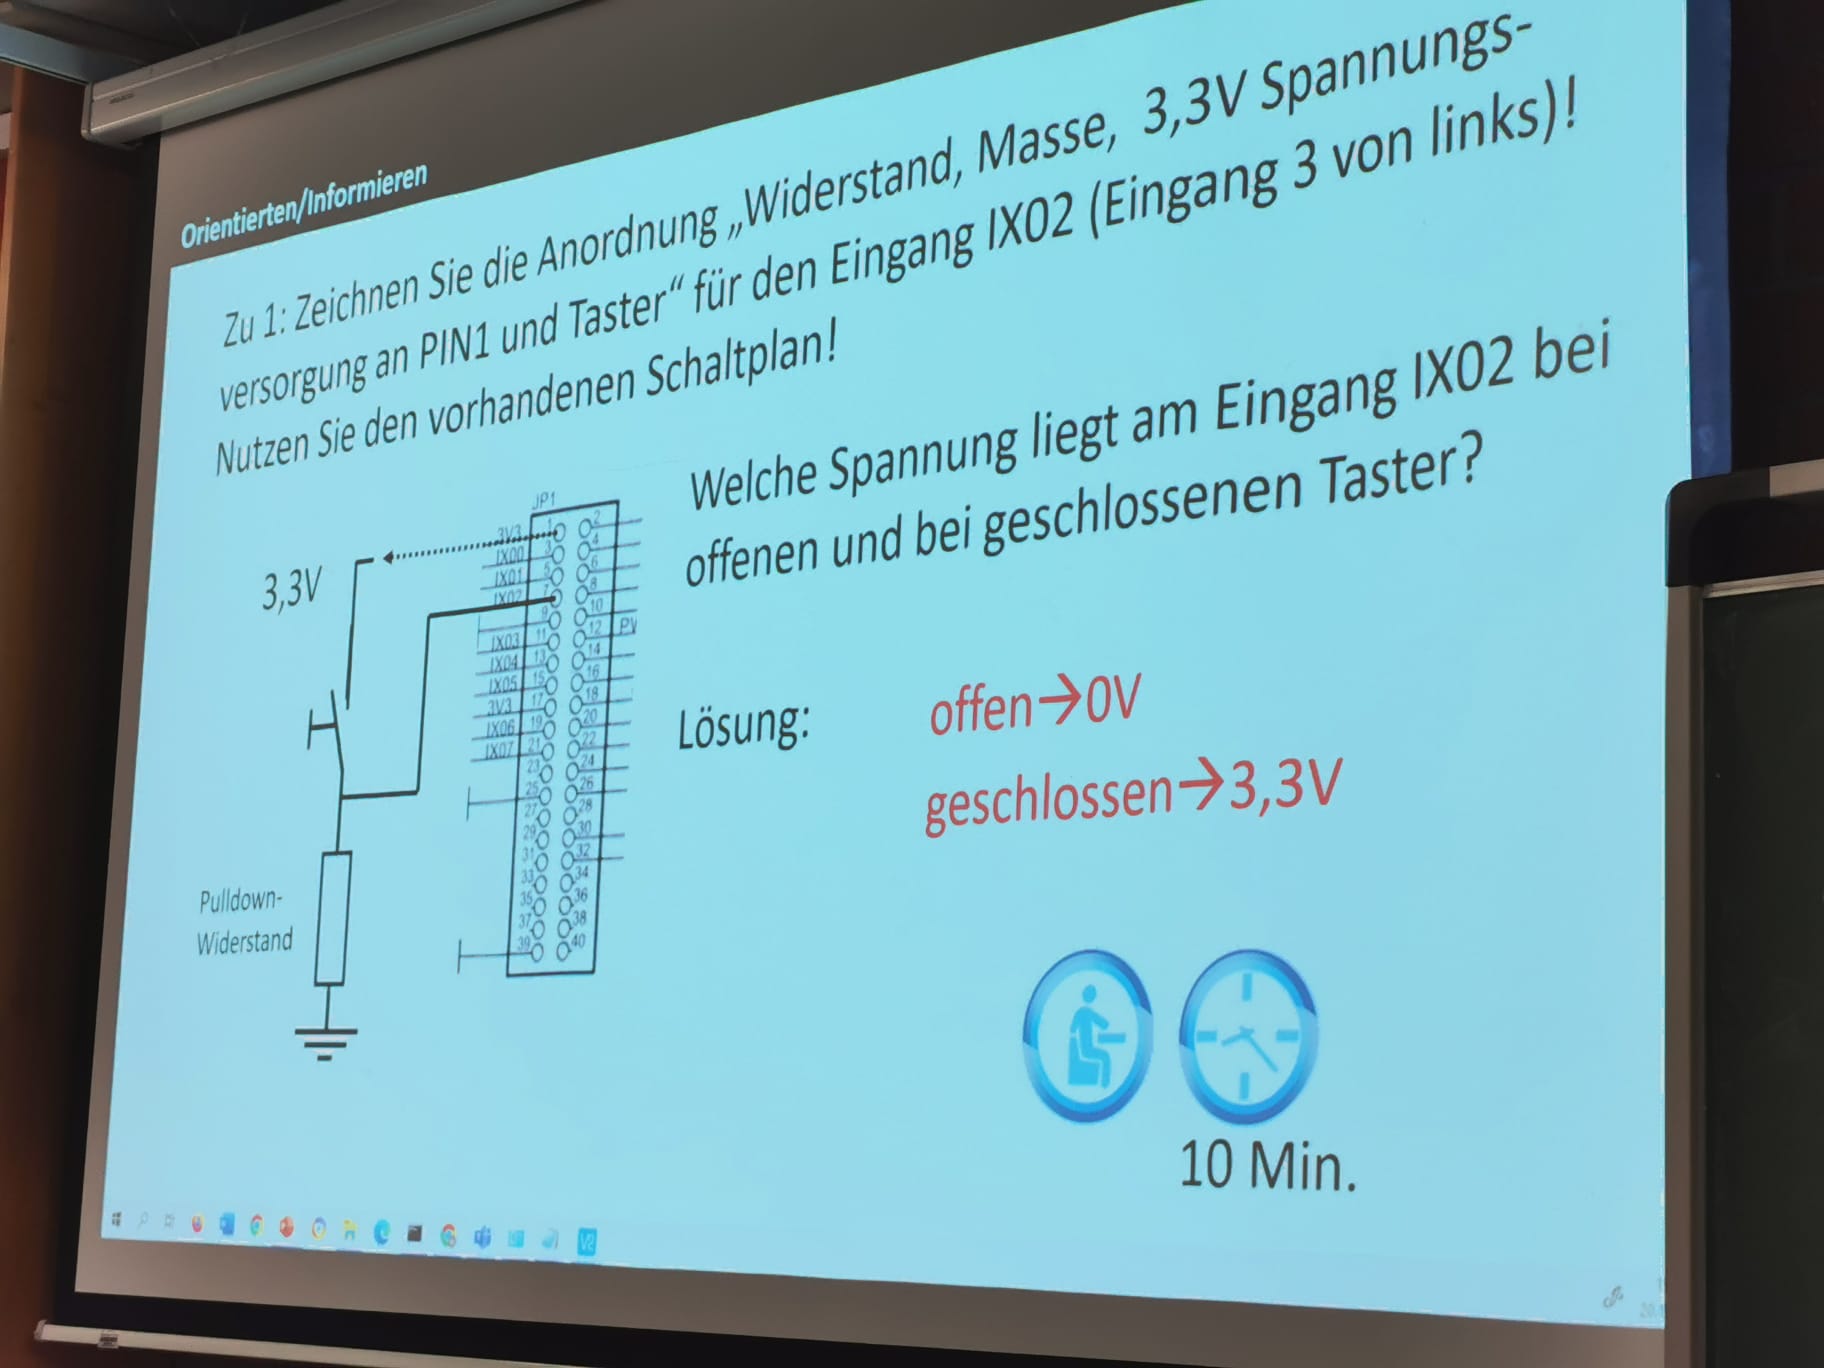 Orientierten/Informieren
Zu 1: Zeichnen Sie die Anordnung „Widerstand, Masse, 3,3V Spannungs-
versorgung an PIN1 und Taster“ für den Eingang IX02 (Eingang 3 von links)!
Nutzen Sie den vorhandenen Schaltplan!
Welche Spannung liegt am Eingang IX02 bei
offenen und bei geschlossenen Taster?
JP1
3V3 1 2
IX00 3 4
IX01 5 6
IX02 7 8
9 10
IX03 11 12 PV
IX04 13 14
IX05 15 16
3V3 17 18
IX06 19 20
IX07 21 22
23 24
25 26
27 28
29 30
31 32
33 34
35 36
37 38
39 40
3,3V
Pulldown-
Widerstand
Lösung:
offen→0V
geschlossen→3,3V
10 Min.
V2